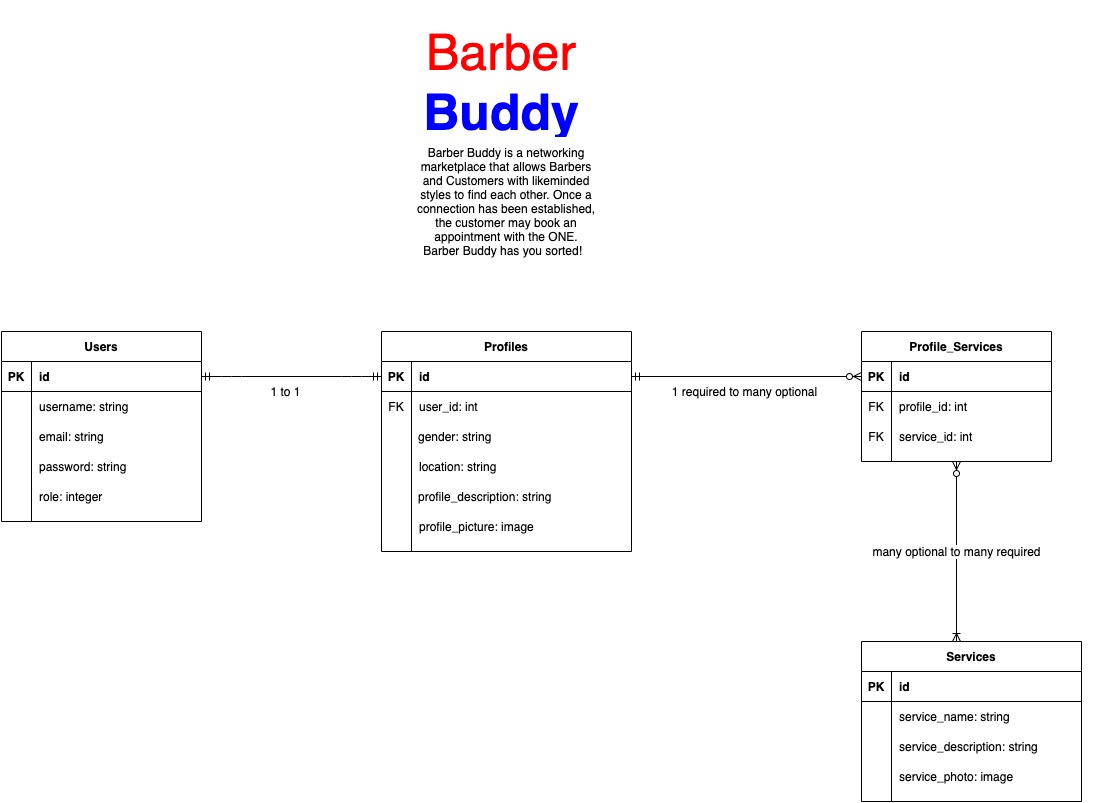 Barber
Buddy
Barber Buddy is a networking
marketplace that allows Barbers
and Customers with likeminded
styles to find each other. Once a
connection has been established,
the customer may book an
appointment with the ONE.
Barber Buddy has you sorted!
Users
PK id
username: string
email: string
password: string
role: integer
1 to 1
Profiles
PK id
FK user_id: int
gender: string
location: string
profile_description: string
profile_picture: image
1 required to many optional
Profile_Services
PK id
FK profile_id: int
FK service_id: int
many optional to many required
Services
PK id
service_name: string
service_description: string
service_photo: image